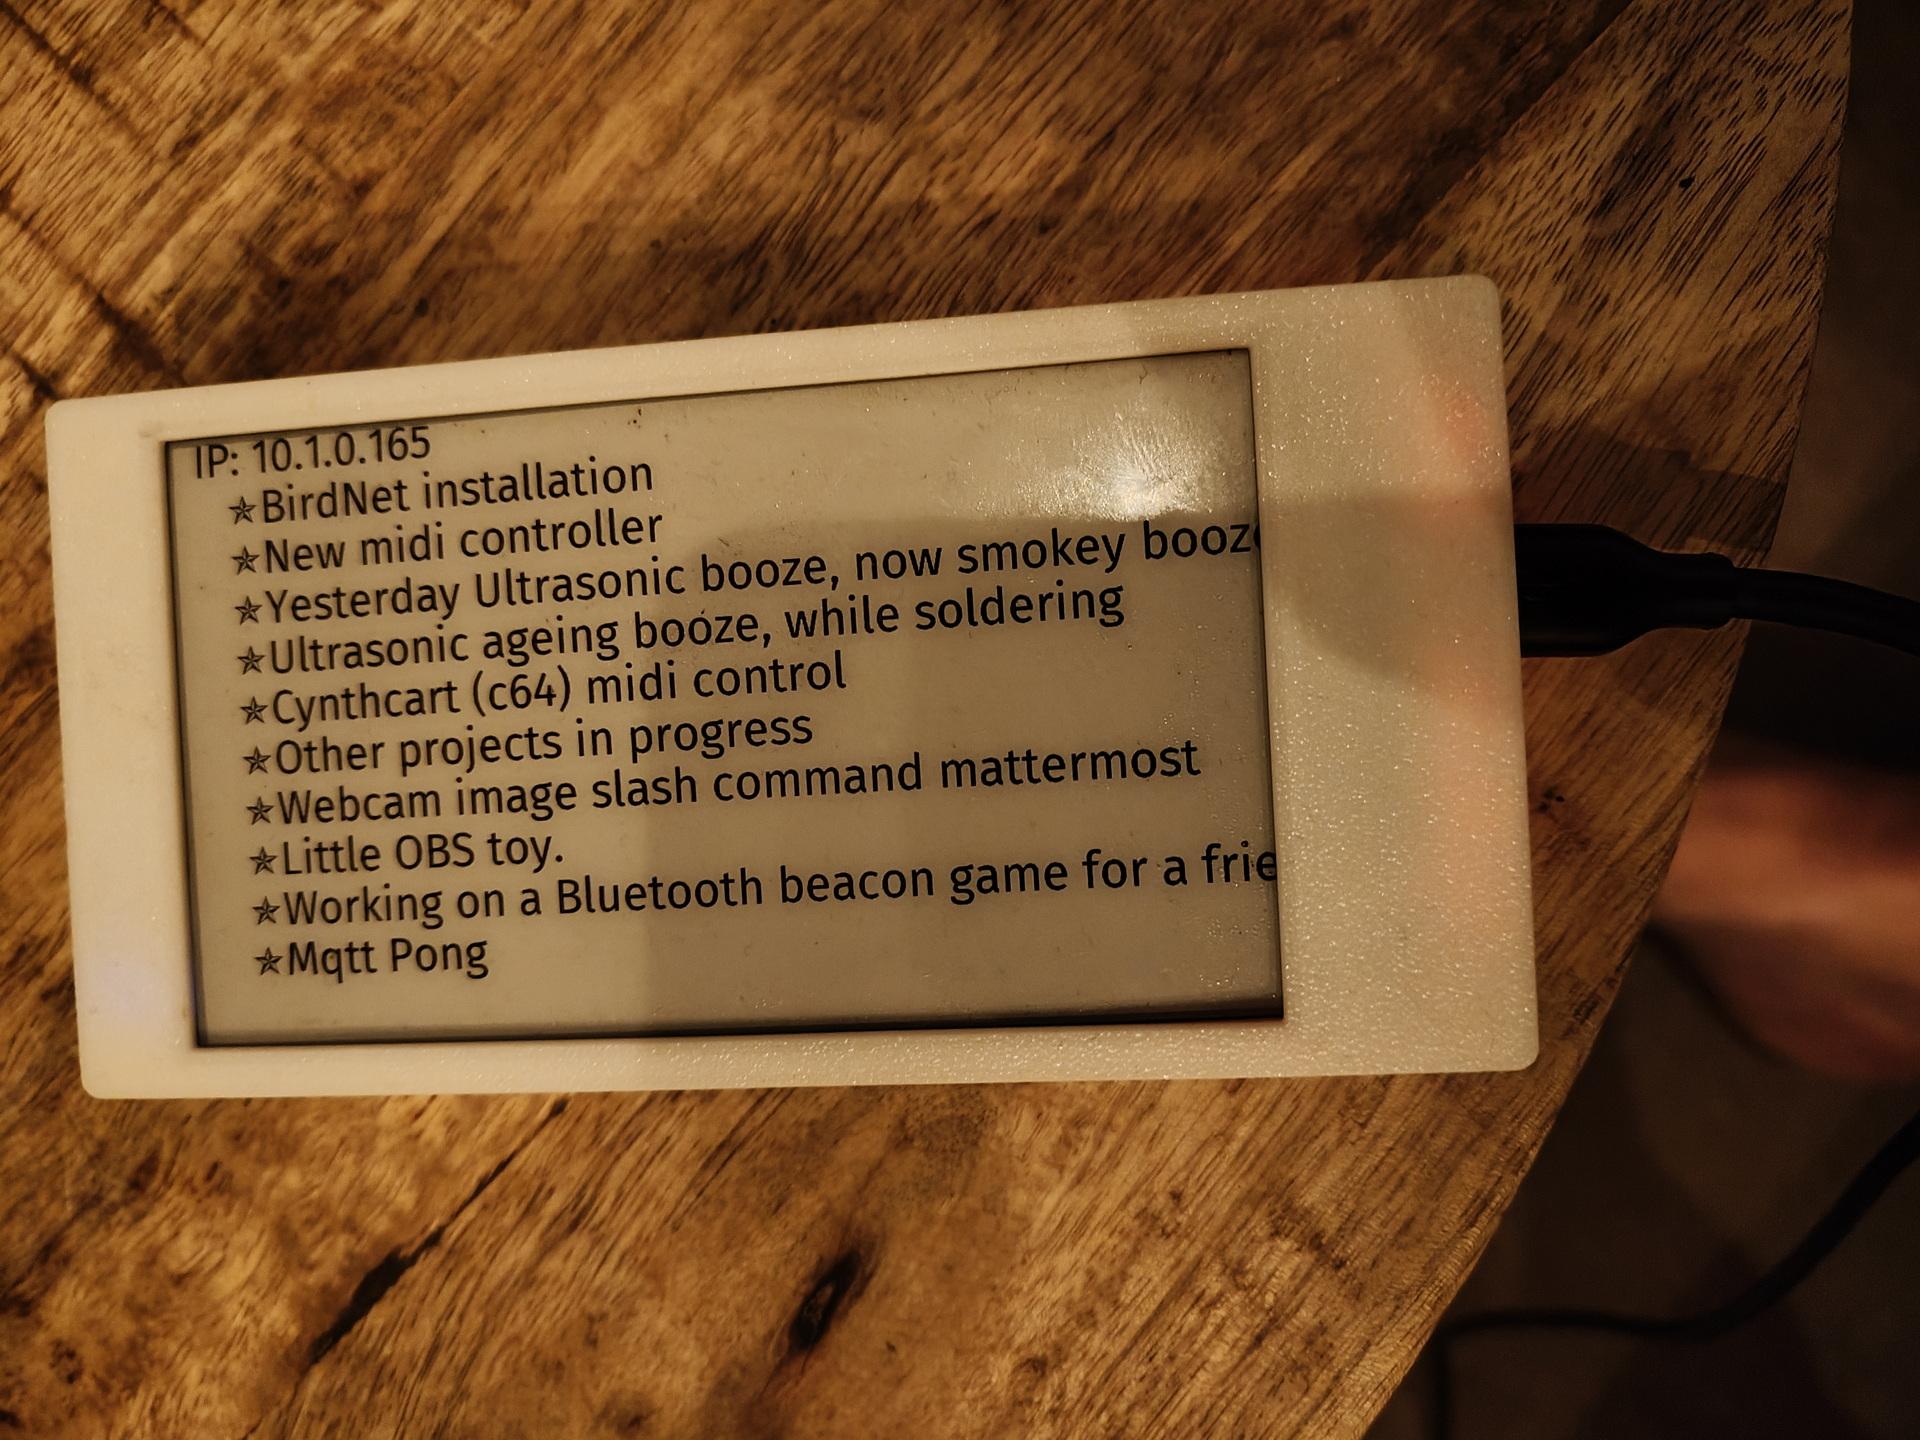 IP: 10.1.0.165
✯BirdNet installation
✯New midi controller
✯Yesterday Ultrasonic booze, now smokey booze
✯Ultrasonic ageing booze, while soldering
✯Cynthcart (c64) midi control
✯Other projects in progress
✯Webcam image slash command mattermost
✯Little OBS toy.
✯Working on a Bluetooth beacon game for a frie
✯Mqtt Pong